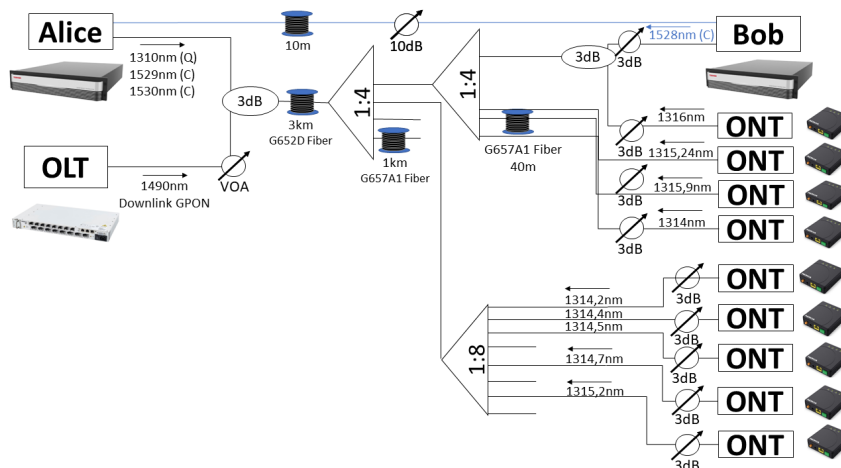 Alice
10m
10dB
1528nm (C)
Bob
1310nm (Q)
1529nm (C)
1530nm (C)
3dB
3km
G652D Fiber
1:4
1km
G657A1 Fiber
1:4
G657A1 Fiber
40m
3dB
3dB
OLT
1490nm
Downlink GPON
VOA
1316nm
3dB
ONT
1315,24nm
ONT
1315,9nm
3dB
ONT
1314nm
3dB
ONT
1:8
1314,2nm
3dB
ONT
1314,4nm
3dB
ONT
1314,5nm
3dB
ONT
1314,7nm
3dB
ONT
1315,2nm
3dB
ONT